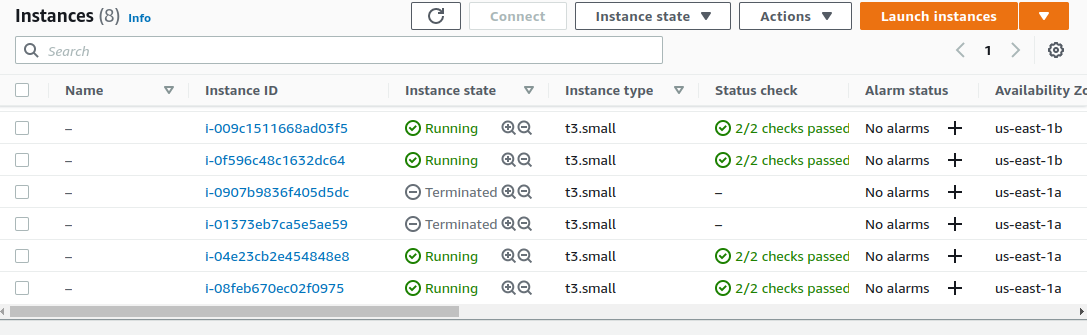 Instances (8) Info Connect Instance state Actions Launch instances
Search 1
Name Instance ID Instance state Instance type Status check Alarm status Availability Zo
– i-009c1511668ad03f5 Running t3.small 2/2 checks passed No alarms + us-east-1b
– i-0f596c48c1632dc64 Running t3.small 2/2 checks passed No alarms + us-east-1b
– i-0907b9836f405d5dc Terminated t3.small – No alarms + us-east-1a
– i-01373eb7ca5e5ae59 Terminated t3.small – No alarms + us-east-1a
– i-04e23cb2e454848e8 Running t3.small 2/2 checks passed No alarms + us-east-1a
– i-08feb670ec02f0975 Running t3.small 2/2 checks passed No alarms + us-east-1a